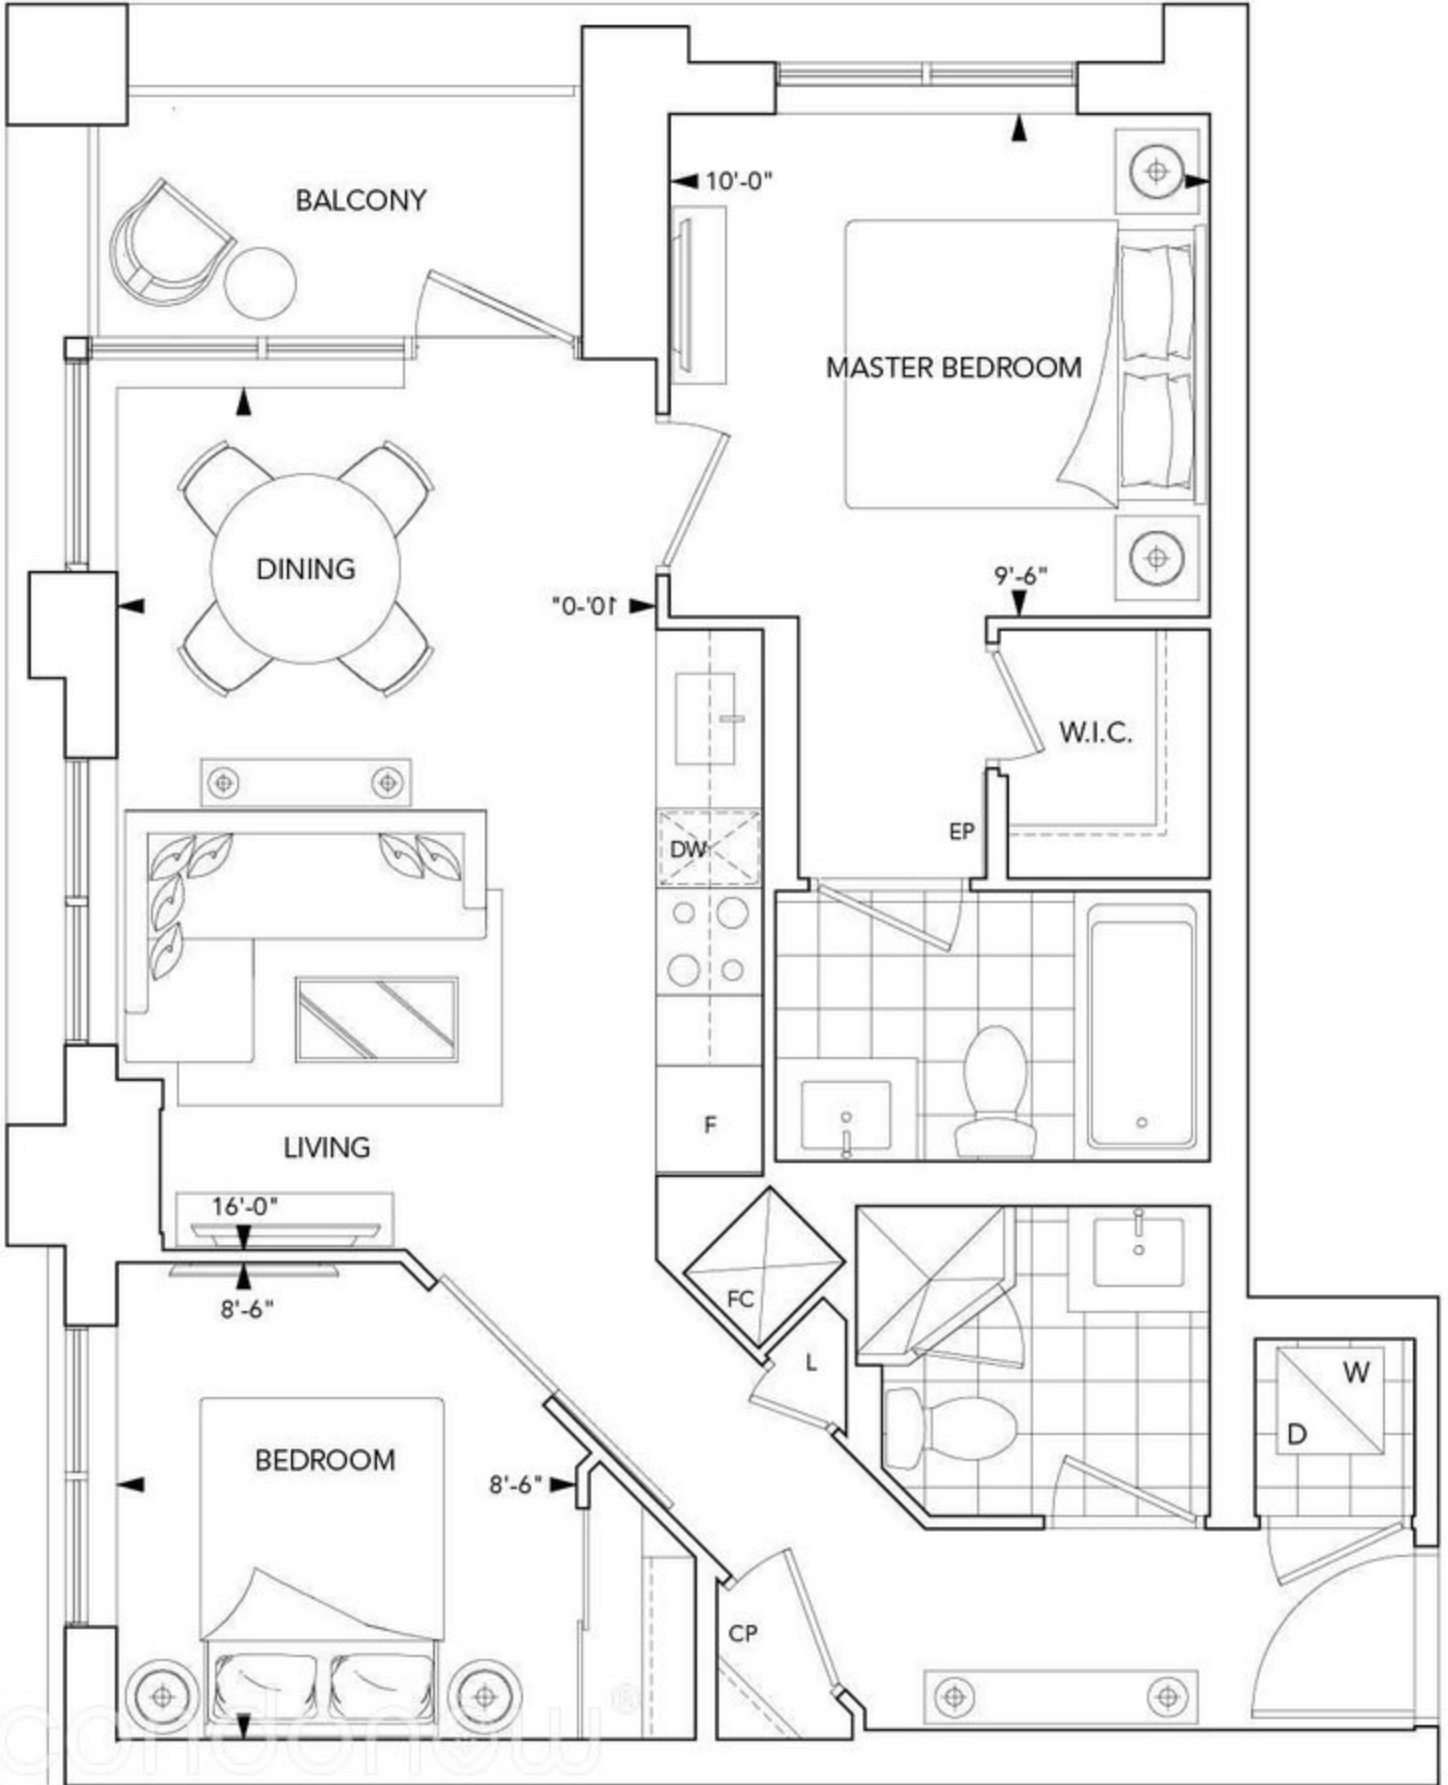 BALCONY
10'-0"
MASTER BEDROOM
DINING
9'-6"
10'-0"
W.I.C.
EP
DW
F
LIVING
16'-0"
8'-6"
FC
L
W
D
BEDROOM
8'-6"
CP
condonow®